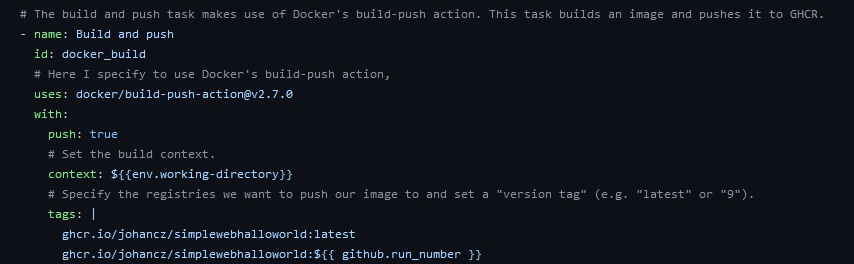 # The build and push task makes use of Docker's build-push action. This task builds an image and pushes it to GHCR.
- name: Build and push
id: docker_build
# Here I specify to use Docker's build-push action,
uses: docker/build-push-action@v2.7.0
with:
push: true
# Set the build context.
context: ${{env.working-directory}}
# Specify the registries we want to push our image to and set a "version tag" (e.g. "latest" or "9").
tags: |
ghcr.io/johancz/simplewebhalloworld:latest
ghcr.io/johancz/simplewebhalloworld:${{ github.run_number }}